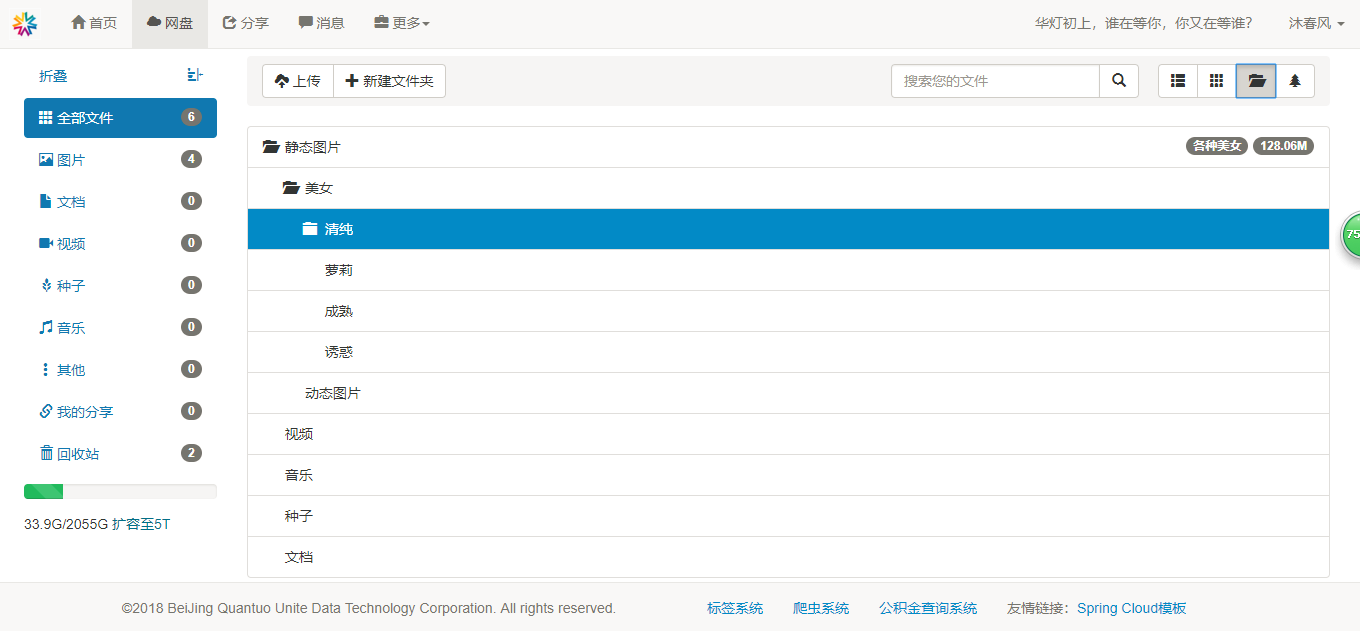 首页 网盘 分享 消息 更多 华灯初上，谁在等你，你又在等谁？ 沐春风
折叠
上传 新建文件夹 搜索您的文件
全部文件 6
图片 4
文档 0
视频 0
种子 0
音乐 0
其他 0
我的分享 0
回收站 2
33.9G/2055G 扩容至5T
静态图片 各种美女 128.06M
美女
清纯
萝莉
成熟
诱惑
动态图片
视频
音乐
种子
文档
75
©2018 BeiJing Quantuo Unite Data Technology Corporation. All rights reserved. 标签系统 爬虫系统 公积金查询系统 友情链接：Spring Cloud模板